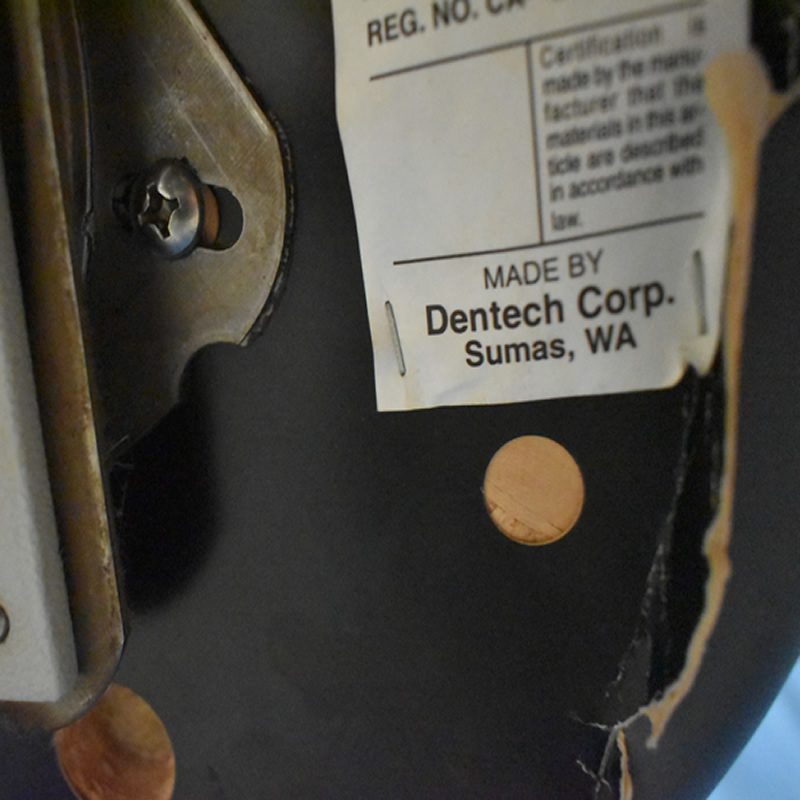 REG. NO. CA
Certification is
made by the manu-
facturer that the
materials in this ar-
ticle are described
in accordance with
law.
MADE BY
Dentech Corp.
Sumas, WA